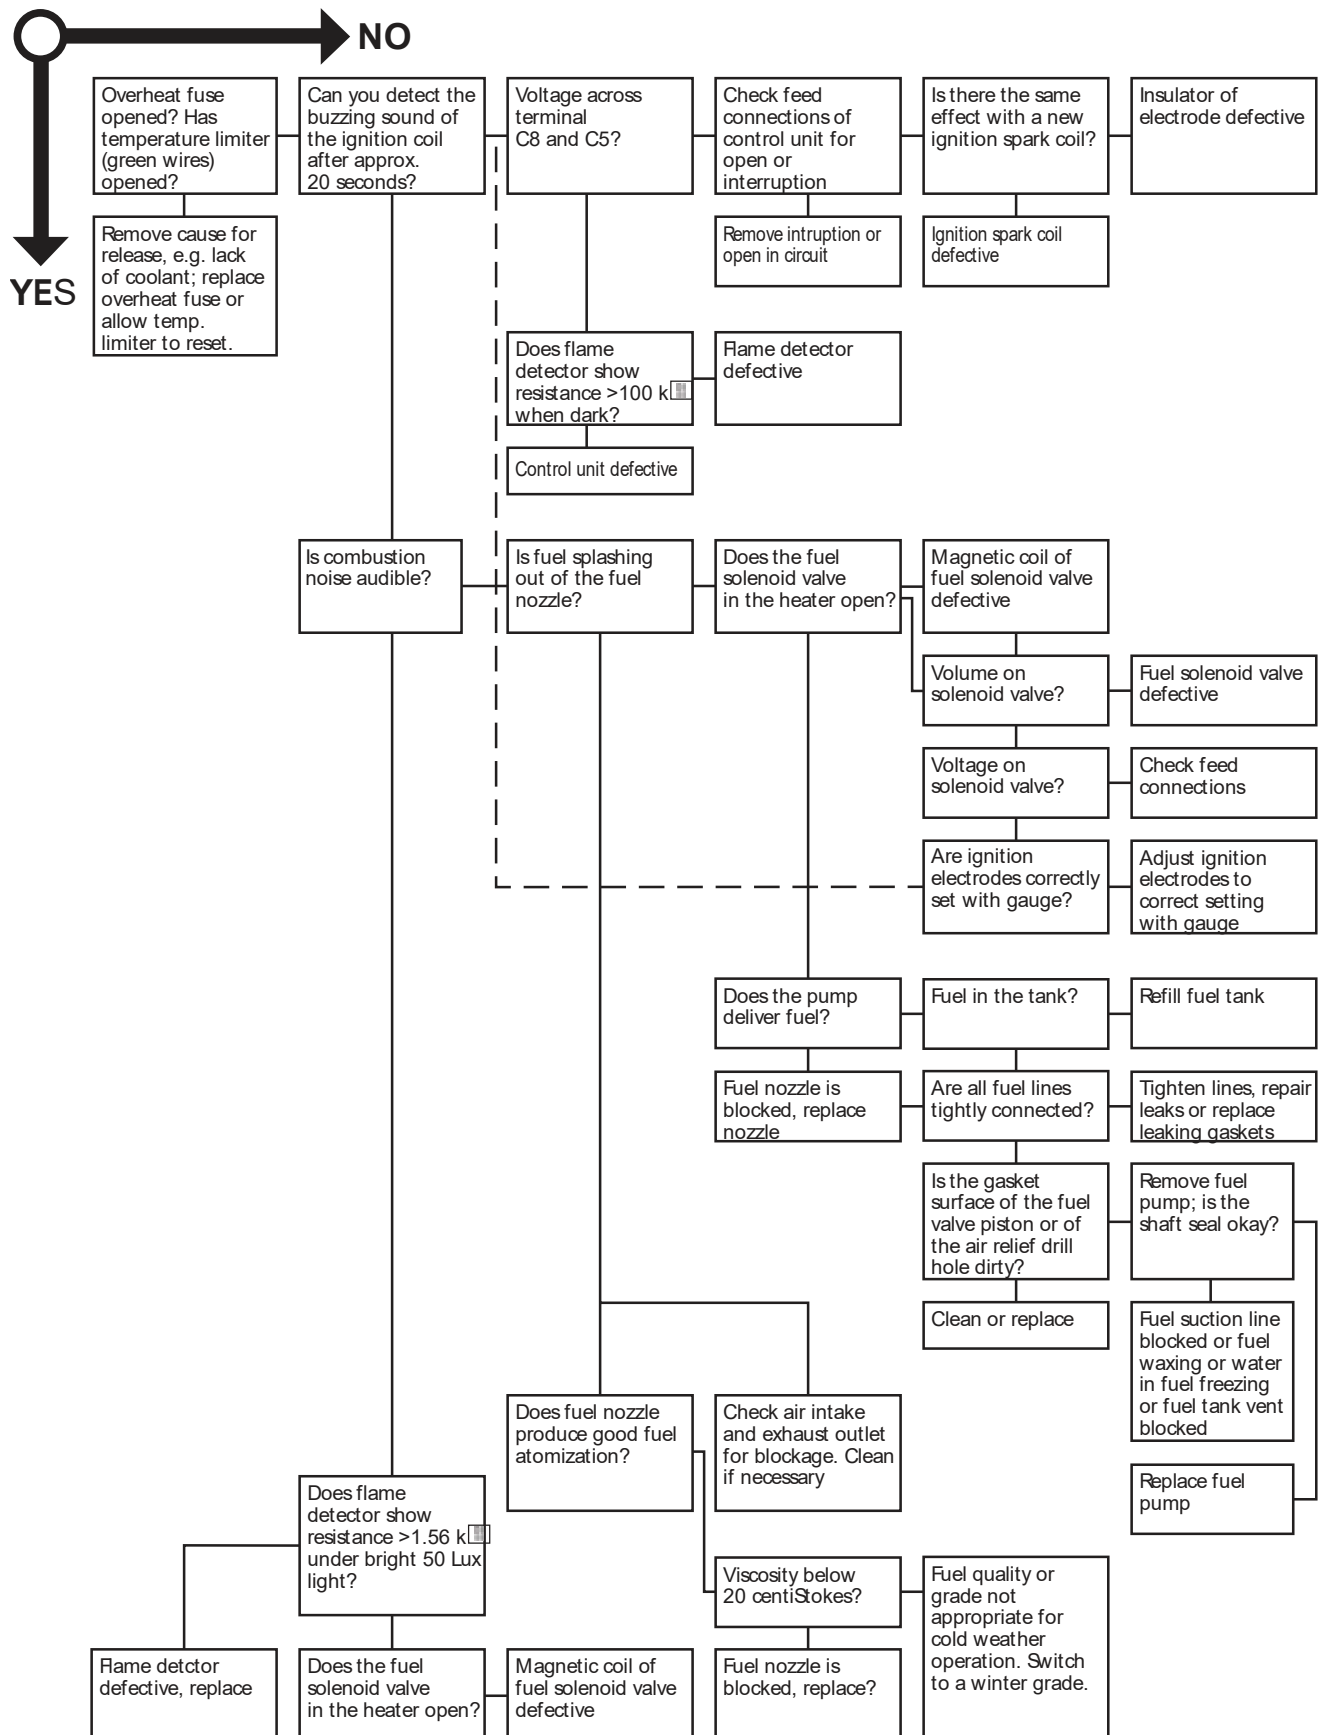 NO
YES
Overheat fuse
opened? Has
temperature limiter
(green wires)
opened?
Can you detect the
buzzing sound of
the ignition coil
after approx.
20 seconds?
Voltage across
terminal
C8 and C5?
Check feed
connections of
control unit for
open or
interruption
Is there the same
effect with a new
ignition spark coil?
Insulator of
electrode defective
Remove cause for
release, e.g. lack
of coolant; replace
overheat fuse or
allow temp.
limiter to reset.
Remove intruption or
open in circuit
Ignition spark coil
defective
Does flame
detector show
resistance >100 k
when dark?
Flame detector
defective
Control unit defective
Is combustion
noise audible?
Is fuel splashing
out of the fuel
nozzle?
Does the fuel
solenoid valve
in the heater open?
Magnetic coil of
fuel solenoid valve
defective
Volume on
solenoid valve?
Fuel solenoid valve
defective
Voltage on
solenoid valve?
Check feed
connections
Are ignition
electrodes correctly
set with gauge?
Adjust ignition
electrodes to
correct setting
with gauge
Does the pump
deliver fuel?
Fuel in the tank?
Refill fuel tank
Fuel nozzle is
blocked, replace
nozzle
Are all fuel lines
tightly connected?
Tighten lines, repair
leaks or replace
leaking gaskets
Is the gasket
surface of the fuel
valve piston or of
the air relief drill
hole dirty?
Remove fuel
pump; is the
shaft seal okay?
Clean or replace
Fuel suction line
blocked or fuel
waxing or water
in fuel freezing
or fuel tank vent
blocked
Does fuel nozzle
produce good fuel
atomization?
Check air intake
and exhaust outlet
for blockage. Clean
if necessary
Replace fuel
pump
Does flame
detector show
resistance >1.56 k
under bright 50 Lux
light?
Viscosity below
20 centiStokes?
Fuel quality or
grade not
appropriate for
cold weather
operation. Switch
to a winter grade.
Flame detctor
defective, replace
Does the fuel
solenoid valve
in the heater open?
Magnetic coil of
fuel solenoid valve
defective
Fuel nozzle is
blocked, replace?